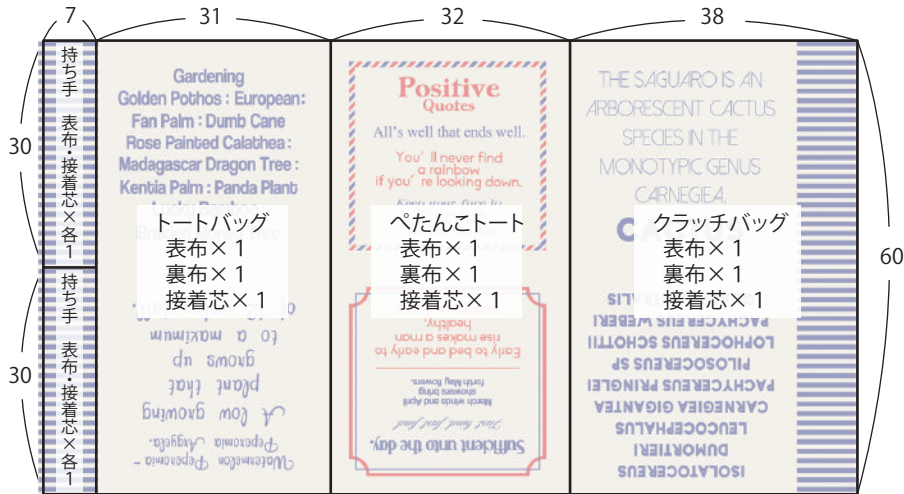 7
31
32
38
30
30
60
持ち手　表布・接着芯×各1
持ち手　表布・接着芯×各1
Gardening
Golden Pothos : European:
Fan Palm : Dumb Cane
Rose Painted Calathea :
Madagascar Dragon Tree :
Kentia Palm : Panda Plant
トートバッグ
表布×1
裏布×1
接着芯×1
to a maximum
grows up
plant that
A low growing
Peperomia Angyela.
Watermelon Peperomia ~
Positive
Quotes
All's well that ends well.
You' ll never find
a rainbow
if you' re looking down.
Keep your face to
ぺたんこトート
表布×1
裏布×1
接着芯×1
healthy.
rise makes a man
Early to bed and early to
forth May flowers.
showers bring
March winds and April
First come, first
Sufficient unto the day.
THE SAGUARO IS AN
ARBORESCENT CACTUS
SPECIES IN THE
MONOTYPIC GENUS
CARNEGIEA.
クラッチバッグ
表布×1
裏布×1
接着芯×1
PACHYCEREUS WEBERI
LOPHOCEREUS SCHOTTII
PILOSOCEREUS SP
PACHYCEREUS PRINGLEI
CARNEGIEA GIGANTEA
LEUCOCEPHALUS
DUMORTIERI
ISOLATOCEREUS